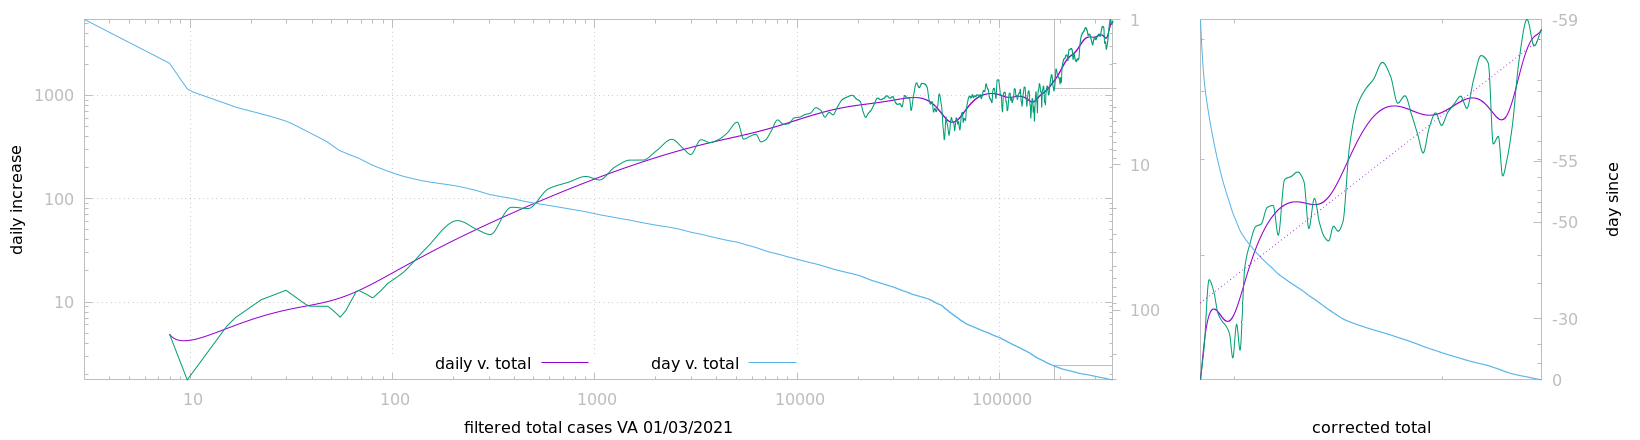 daily increase
1000
100
10
10
100
1000
10000
100000
1
10
100
daily v. total
day v. total
filtered total cases VA 01/03/2021
-59
-55
-50
-30
0
day since
corrected total